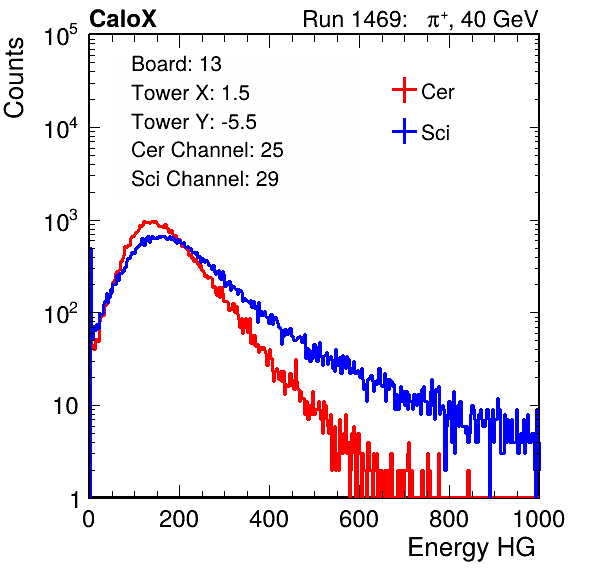 CaloX Run 1469: π⁺, 40 GeV
Counts
Board: 13
Tower X: 1.5
Tower Y: -5.5
Cer Channel: 25
Sci Channel: 29
Cer
Sci
10⁵
10⁴
10³
10²
10
1
0 200 400 600 800 1000
Energy HG